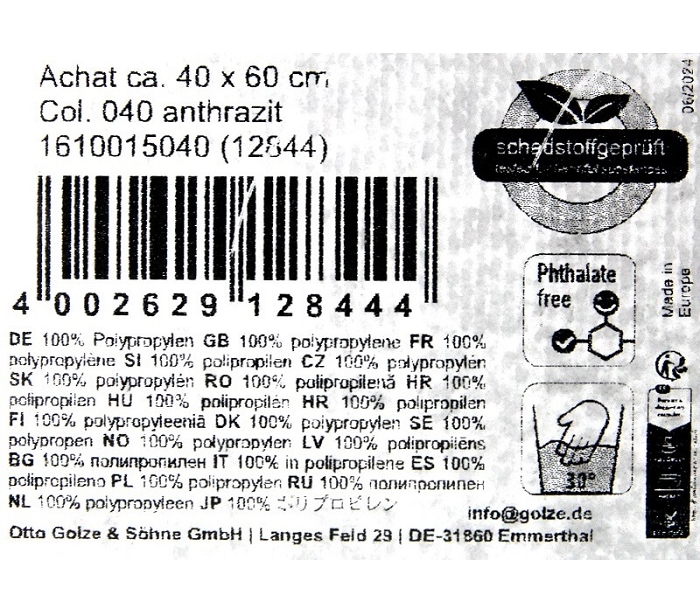 Achat ca. 40 x 60 cm
Col. 040 anthrazit
1610015040 (12844)
4 002629 128444
06/2024
schadstoffgeprüft
Phthalate
free
Made in
Europe
30°
DE 100% Polypropylen GB 100% polypropylene FR 100%
polypropylène SI 100% polipropilen CZ 100% polypropylén
SK 100% polypropylén RO 100% polipropilenă HR 100%
polipropilen HU 100% polipropilén HR 100% polipropilen
FI 100% polypropyleeniä DK 100% polypropylen SE 100%
polypropen NO 100% polypropylen LV 100% polipropilēns
BG 100% полипропилен IT 100% in polipropilene ES 100%
polipropileno PL 100% polipropylen RU 100% полипропилен
NL 100% polypropyleen JP 100% ポリプロピレン
info@golze.de
Otto Golze & Söhne GmbH | Langes Feld 29 | DE-31860 Emmerthal